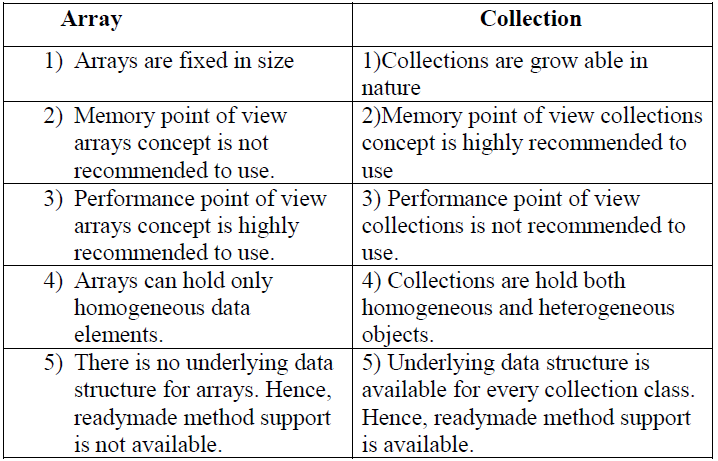 Array Collection
1) Arrays are fixed in size
1)Collections are grow able in
nature
2) Memory point of view
arrays concept is not
recommended to use.
2)Memory point of view collections
concept is highly recommended to
use
3) Performance point of view
arrays concept is highly
recommended to use.
3) Performance point of view
collections is not recommended to
use.
4) Arrays can hold only
homogeneous data
elements.
4) Collections are hold both
homogeneous and heterogeneous
objects.
5) There is no underlying data
structure for arrays. Hence,
readymade method support
is not available.
5) Underlying data structure is
available for every collection class.
Hence, readymade method support
is available.